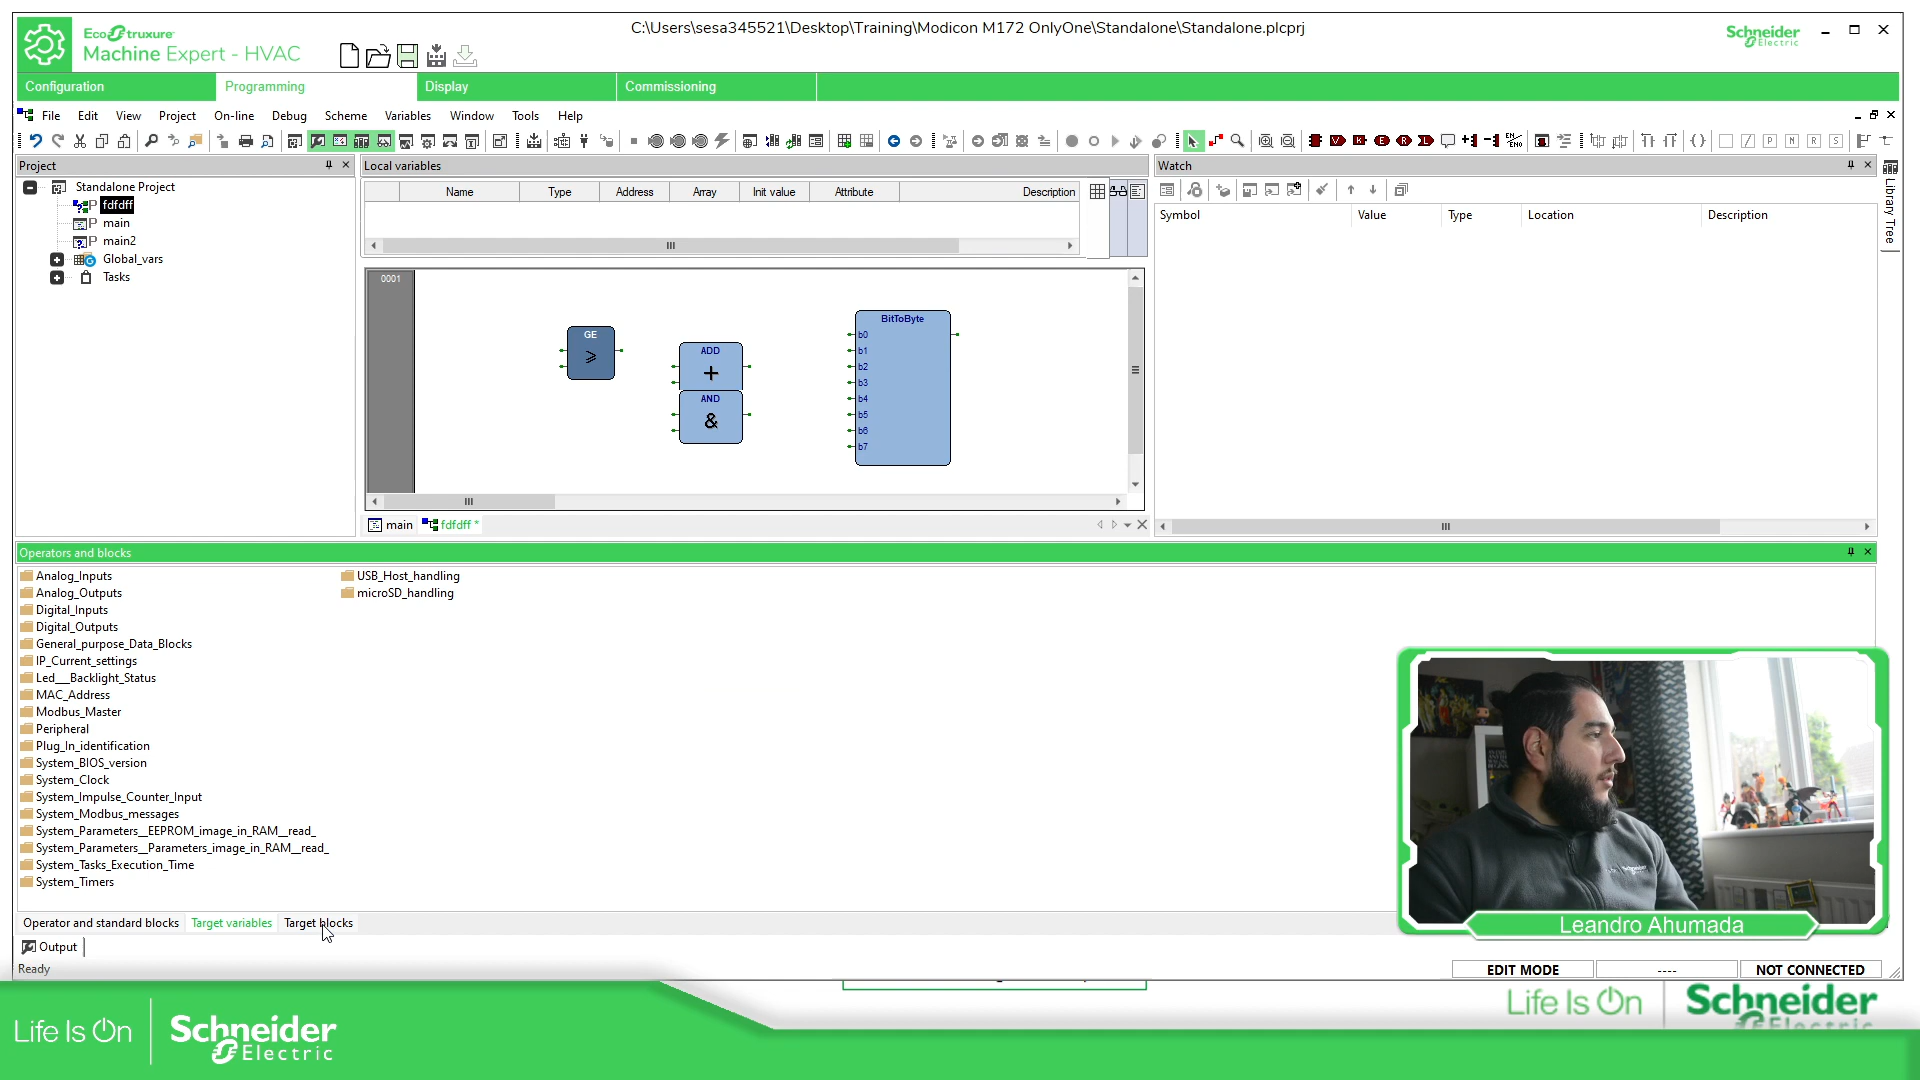 C:\Users\sesa345521\Desktop\Training\Modicon M172 OnlyOne\Standalone\Standalone.plcprj
EcoStruxure
Machine Expert - HVAC
Schneider Electric
Configuration Programming Display Commissioning
File Edit View Project On-line Debug Scheme Variables Window Tools Help
Project
Standalone Project
fdfdff
main
main2
Global_vars
Tasks
Local variables
Name Type Address Array Init value Attribute Description
0001
GE
≥
ADD
+
AND
&
BitToByte
b0
b1
b2
b3
b4
b5
b6
b7
main fdfdff *
Watch
Symbol Value Type Location Description
Library Tree
Operators and blocks
Analog_Inputs
Analog_Outputs
Digital_Inputs
Digital_Outputs
General_purpose_Data_Blocks
IP_Current_settings
Led__Backlight_Status
MAC_Address
Modbus_Master
Peripheral
Plug_In_identification
System_BIOS_version
System_Clock
System_Impulse_Counter_Input
System_Modbus_messages
System_Parameters__EEPROM_image_in_RAM__read_
System_Parameters__Parameters_image_in_RAM__read_
System_Tasks_Execution_Time
System_Timers
USB_Host_handling
microSD_handling
Operator and standard blocks Target variables Target blocks
Output
Ready
Leandro Ahumada
EDIT MODE ---- NOT CONNECTED
Life Is On Schneider Electric
Life Is On Schneider Electric